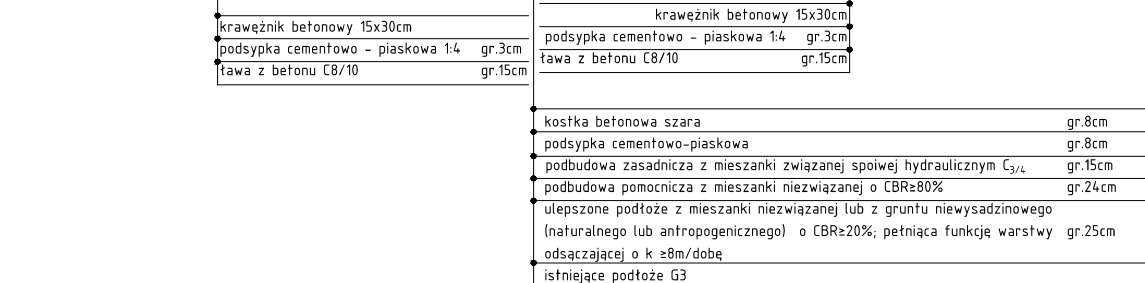 krawężnik betonowy 15x30cm
podsypka cementowo - piaskowa 1:4 gr.3cm
ława z betonu C8/10 gr.15cm
krawężnik betonowy 15x30cm
podsypka cementowo - piaskowa 1:4 gr.3cm
ława z betonu C8/10 gr.15cm
kostka betonowa szara gr.8cm
podsypka cementowo-piaskowa gr.8cm
podbudowa zasadnicza z mieszanki związanej spoiwej hydraulicznym C3/4 gr.15cm
podbudowa pomocnicza z mieszanki niezwiązanej o CBR≥80% gr.24cm
ulepszone podłoże z mieszanki niezwiązanej lub z gruntu niewysadzinowego
(naturalnego lub antropogenicznego) o CBR≥20%; pełniąca funkcję warstwy gr.25cm
odsączającej o k ≥8m/dobę
istniejące podłoże G3